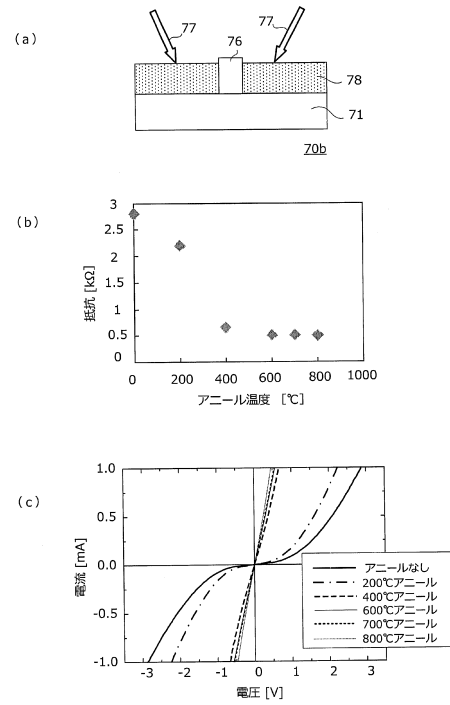 (a)
77
76
77
78
71
70b
(b)
抵抗 [kΩ]
3
2.5
2
1.5
1
0.5
0
0 200 400 600 800 1000
アニール温度 [℃]
(c)
電流 [mA]
1.0
0.5
0.0
-0.5
-1.0
-3 -2 -1 0 1 2 3
電圧 [V]
アニールなし
200℃アニール
400℃アニール
600℃アニール
700℃アニール
800℃アニール